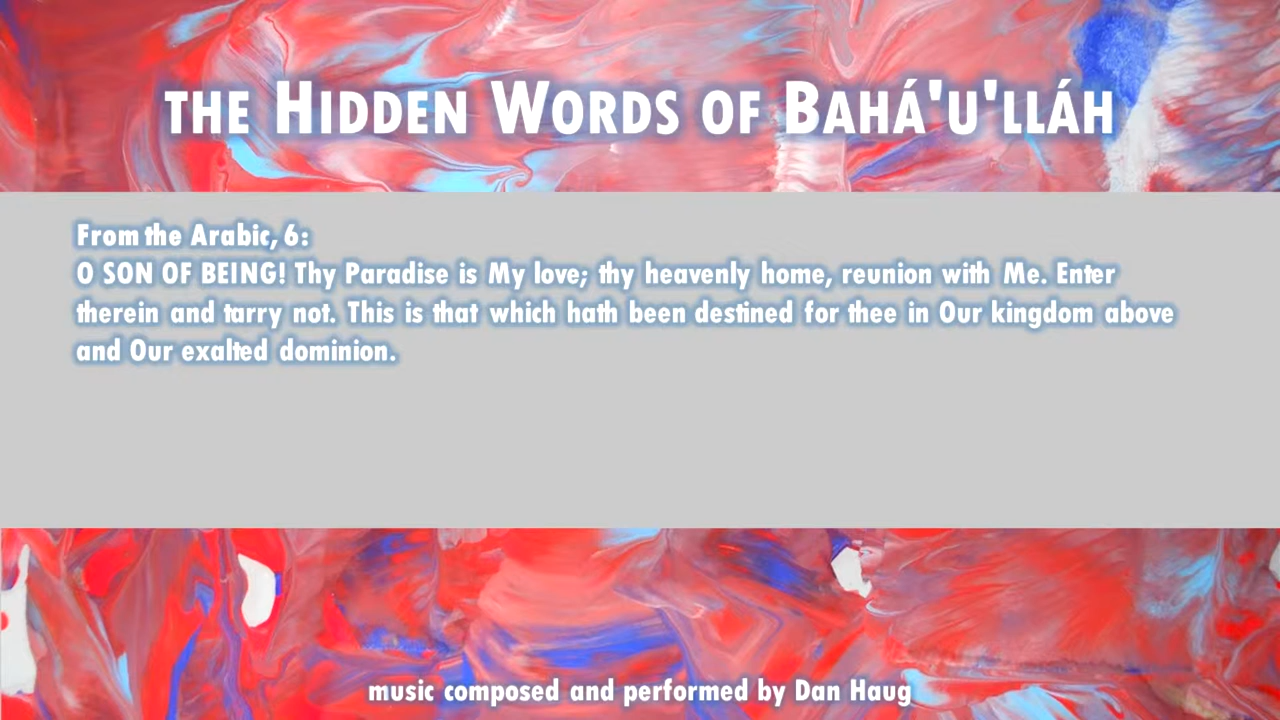 THE HIDDEN WORDS OF BAHÁ'U'LLÁH
From the Arabic, 6:
O SON OF BEING! Thy Paradise is My love; thy heavenly home, reunion with Me. Enter
therein and tarry not. This is that which hath been destined for thee in Our kingdom above
and Our exalted dominion.
music composed and performed by Dan Haug